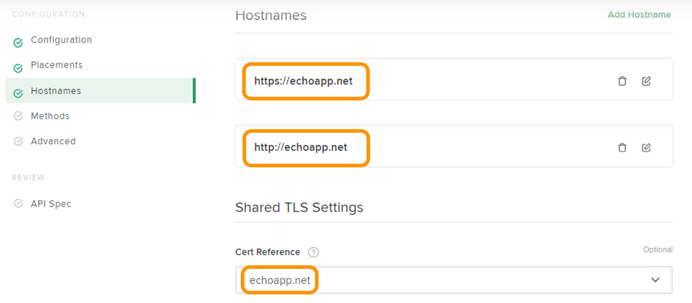 CONFIGURATION
Configuration
Placements
Hostnames
Methods
Advanced
REVIEW
API Spec
Hostnames
Add Hostname
https://echoapp.net
http://echoapp.net
Shared TLS Settings
Cert Reference ?
Optional
echoapp.net